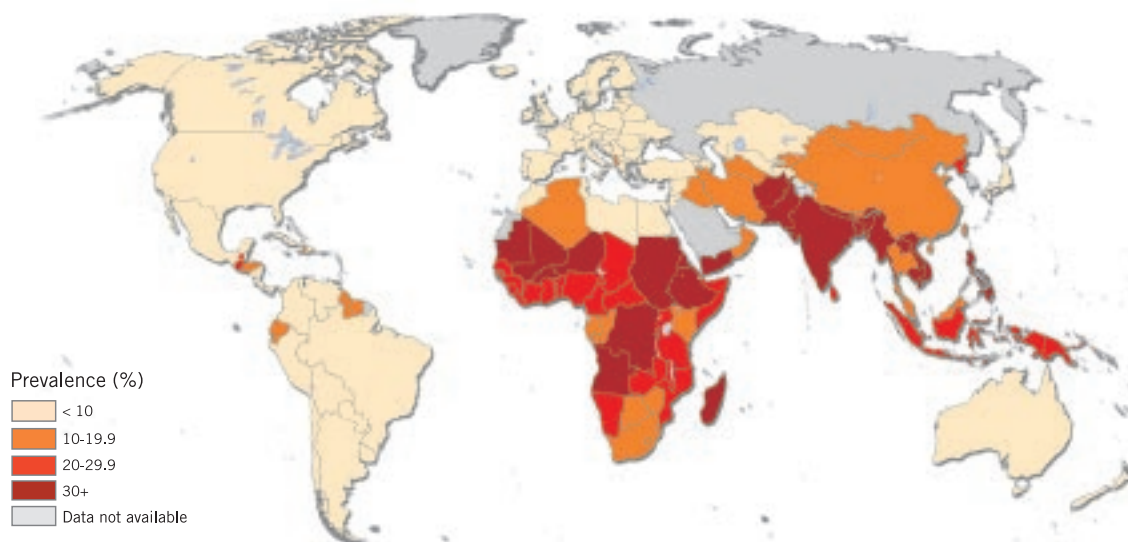 Prevalence (%)
< 10
10-19.9
20-29.9
30+
Data not available